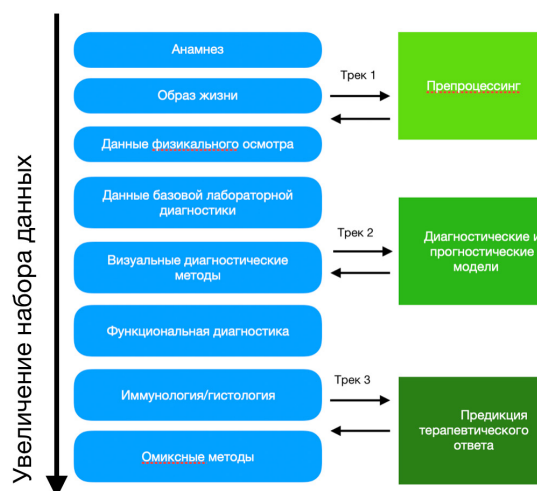 Увеличение набора данных
Анамнез
Образ жизни
Данные физикального осмотра
Данные базовой лабораторной
диагностики
Визуальные диагностические
методы
Функциональная диагностика
Иммунология/гистология
Омиксные методы
Трек 1
Препроцессинг
Трек 2
Диагностические и
прогностические
модели
Трек 3
Предикция
терапевтического
ответа